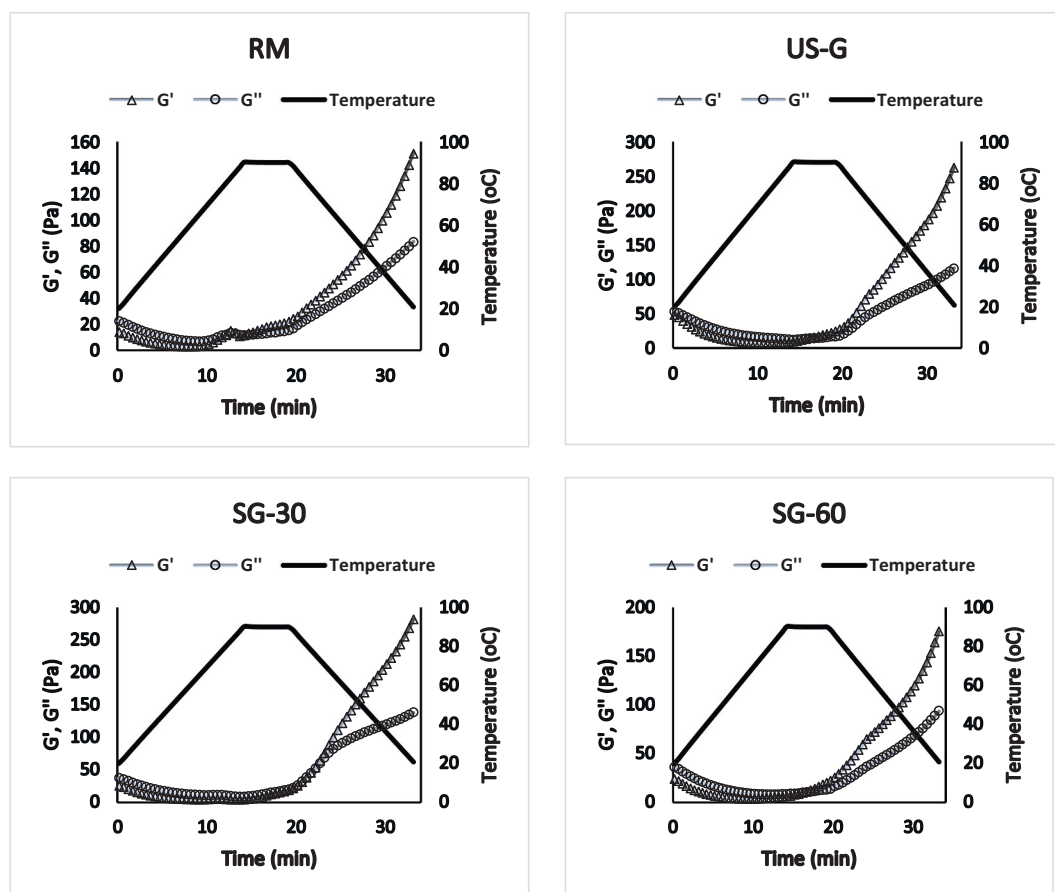 RM
G' G'' Temperature
160 140 120 100 80 60 40 20 0
G', G'' (Pa)
100 80 60 40 20 0
Temperature (oC)
0 10 20 30
Time (min)
US-G
G' G'' Temperature
300 250 200 150 100 50 0
G', G'' (Pa)
100 80 60 40 20 0
Temperature (oC)
0 10 20 30
Time (min)
SG-30
G' G'' Temperature
300 250 200 150 100 50 0
G', G'' (Pa)
100 80 60 40 20 0
Temperature (oC)
0 10 20 30
Time (min)
SG-60
G' G'' Temperature
200 150 100 50 0
G', G'' (Pa)
100 80 60 40 20 0
Temperature (oC)
0 10 20 30
Time (min)